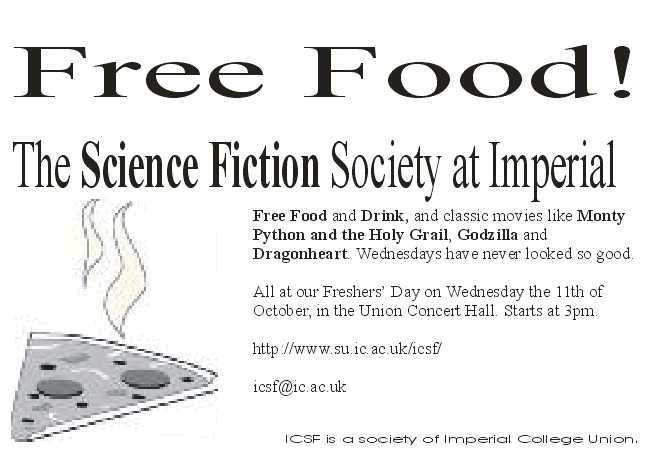 Free Food!
The Science Fiction Society at Imperial
Free Food and Drink, and classic movies like Monty
Python and the Holy Grail, Godzilla and
Dragonheart. Wednesdays have never looked so good.
All at our Freshers' Day on Wednesday the 11th of
October, in the Union Concert Hall. Starts at 3pm.
http://www.su.ic.ac.uk/icsf/
icsf@ic.ac.uk
ICSF is a society of Imperial College Union.